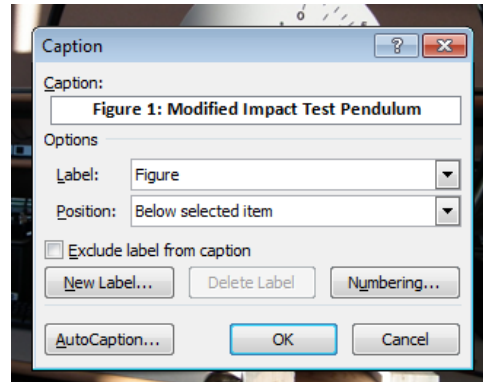 0
Caption
?
Caption:
Figure 1: Modified Impact Test Pendulum
Options
Label: Figure
Position: Below selected item
Exclude label from caption
New Label... Delete Label Numbering...
AutoCaption... OK Cancel